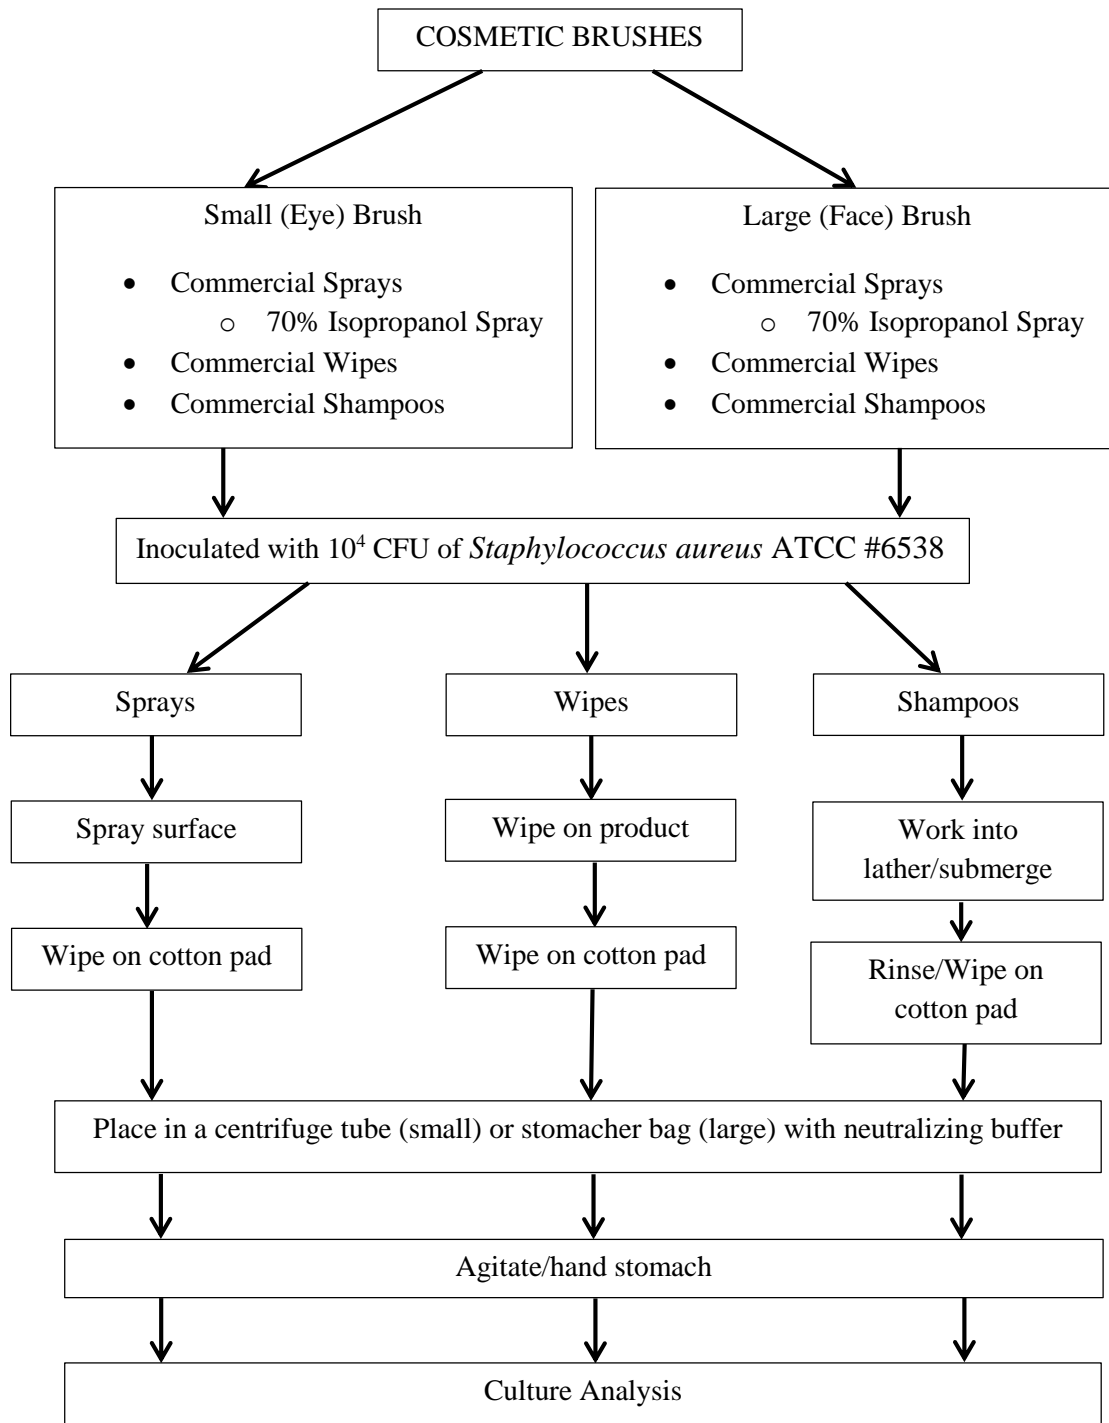 COSMETIC BRUSHES
Small (Eye) Brush
• Commercial Sprays
o 70% Isopropanol Spray
• Commercial Wipes
• Commercial Shampoos
Large (Face) Brush
• Commercial Sprays
o 70% Isopropanol Spray
• Commercial Wipes
• Commercial Shampoos
Inoculated with 10⁴ CFU of Staphylococcus aureus ATCC #6538
Sprays
Wipes
Shampoos
Spray surface
Wipe on product
Work into
lather/submerge
Wipe on cotton pad
Wipe on cotton pad
Rinse/Wipe on
cotton pad
Place in a centrifuge tube (small) or stomacher bag (large) with neutralizing buffer
Agitate/hand stomach
Culture Analysis